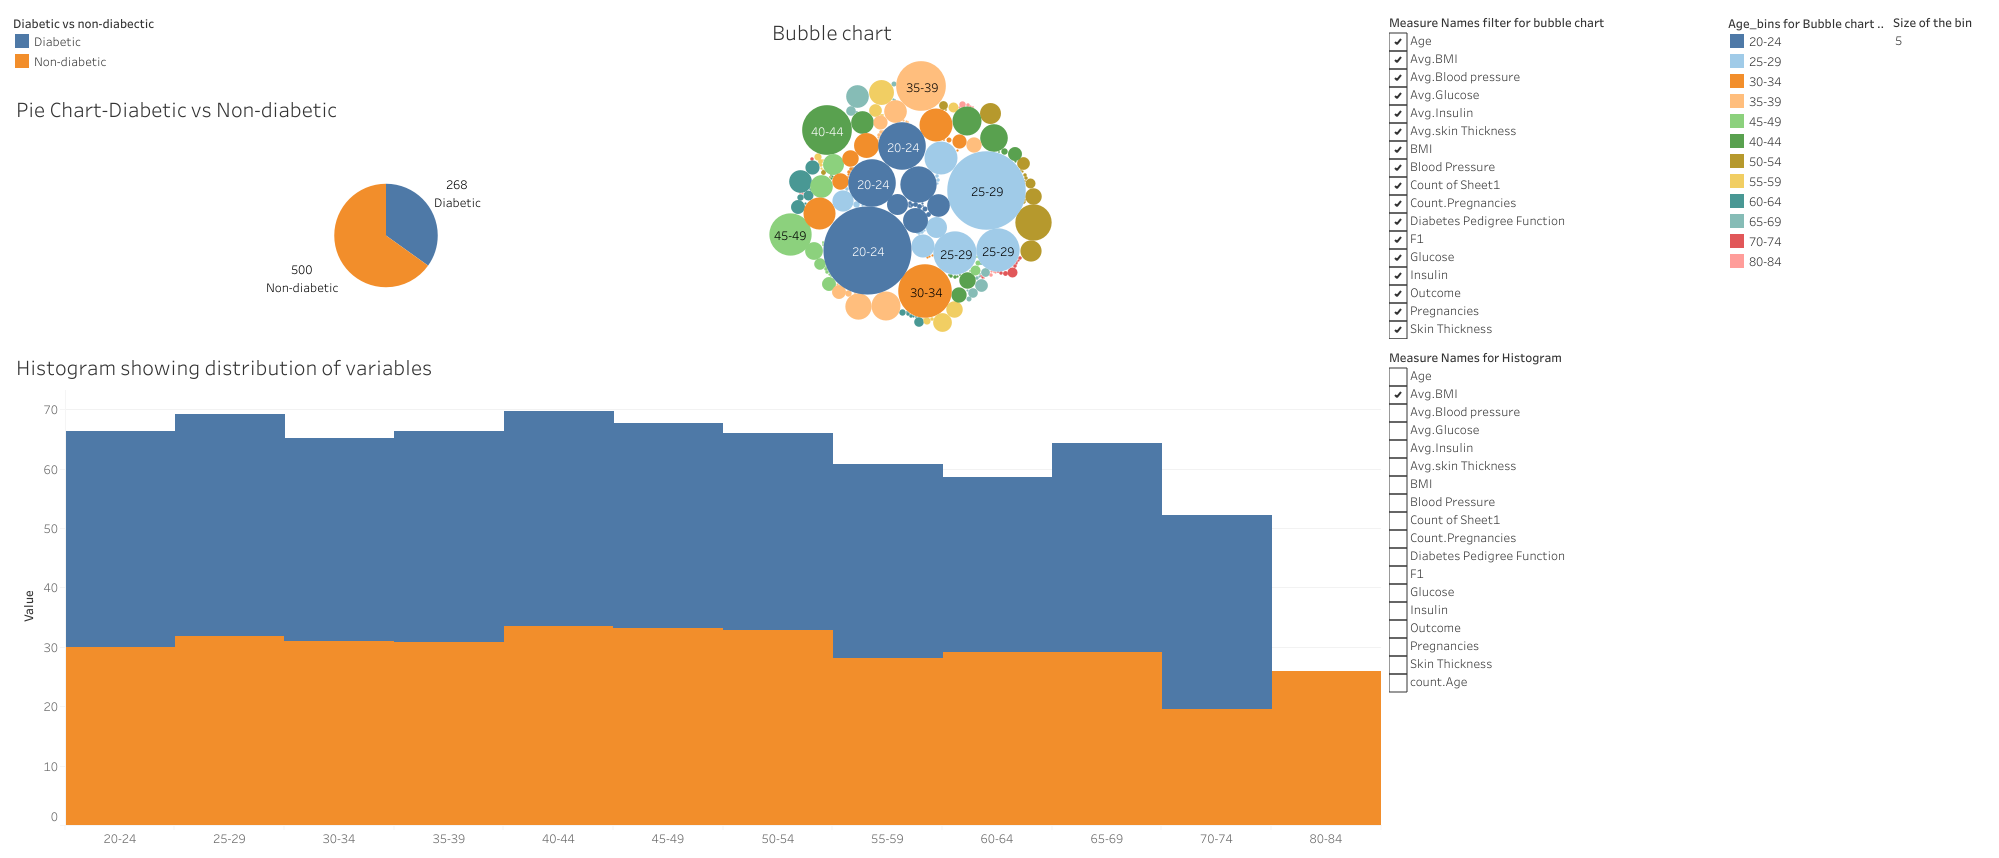 Diabetic vs non-diabectic
Diabetic
Non-diabetic
Pie Chart-Diabetic vs Non-diabetic
268
Diabetic
500
Non-diabetic
Bubble chart
35-39
40-44
20-24
20-24
25-29
45-49
20-24
25-29
25-29
30-34
Measure Names filter for bubble chart
Age
Avg.BMI
Avg.Blood pressure
Avg.Glucose
Avg.Insulin
Avg.skin Thickness
BMI
Blood Pressure
Count of Sheet1
Count.Pregnancies
Diabetes Pedigree Function
F1
Glucose
Insulin
Outcome
Pregnancies
Skin Thickness
Age_bins for Bubble chart ..
20-24
25-29
30-34
35-39
45-49
40-44
50-54
55-59
60-64
65-69
70-74
80-84
Size of the bin
5
Histogram showing distribution of variables
Value
70
60
50
40
30
20
10
0
20-24
25-29
30-34
35-39
40-44
45-49
50-54
55-59
60-64
65-69
70-74
80-84
Measure Names for Histogram
Age
Avg.BMI
Avg.Blood pressure
Avg.Glucose
Avg.Insulin
Avg.skin Thickness
BMI
Blood Pressure
Count of Sheet1
Count.Pregnancies
Diabetes Pedigree Function
F1
Glucose
Insulin
Outcome
Pregnancies
Skin Thickness
count.Age